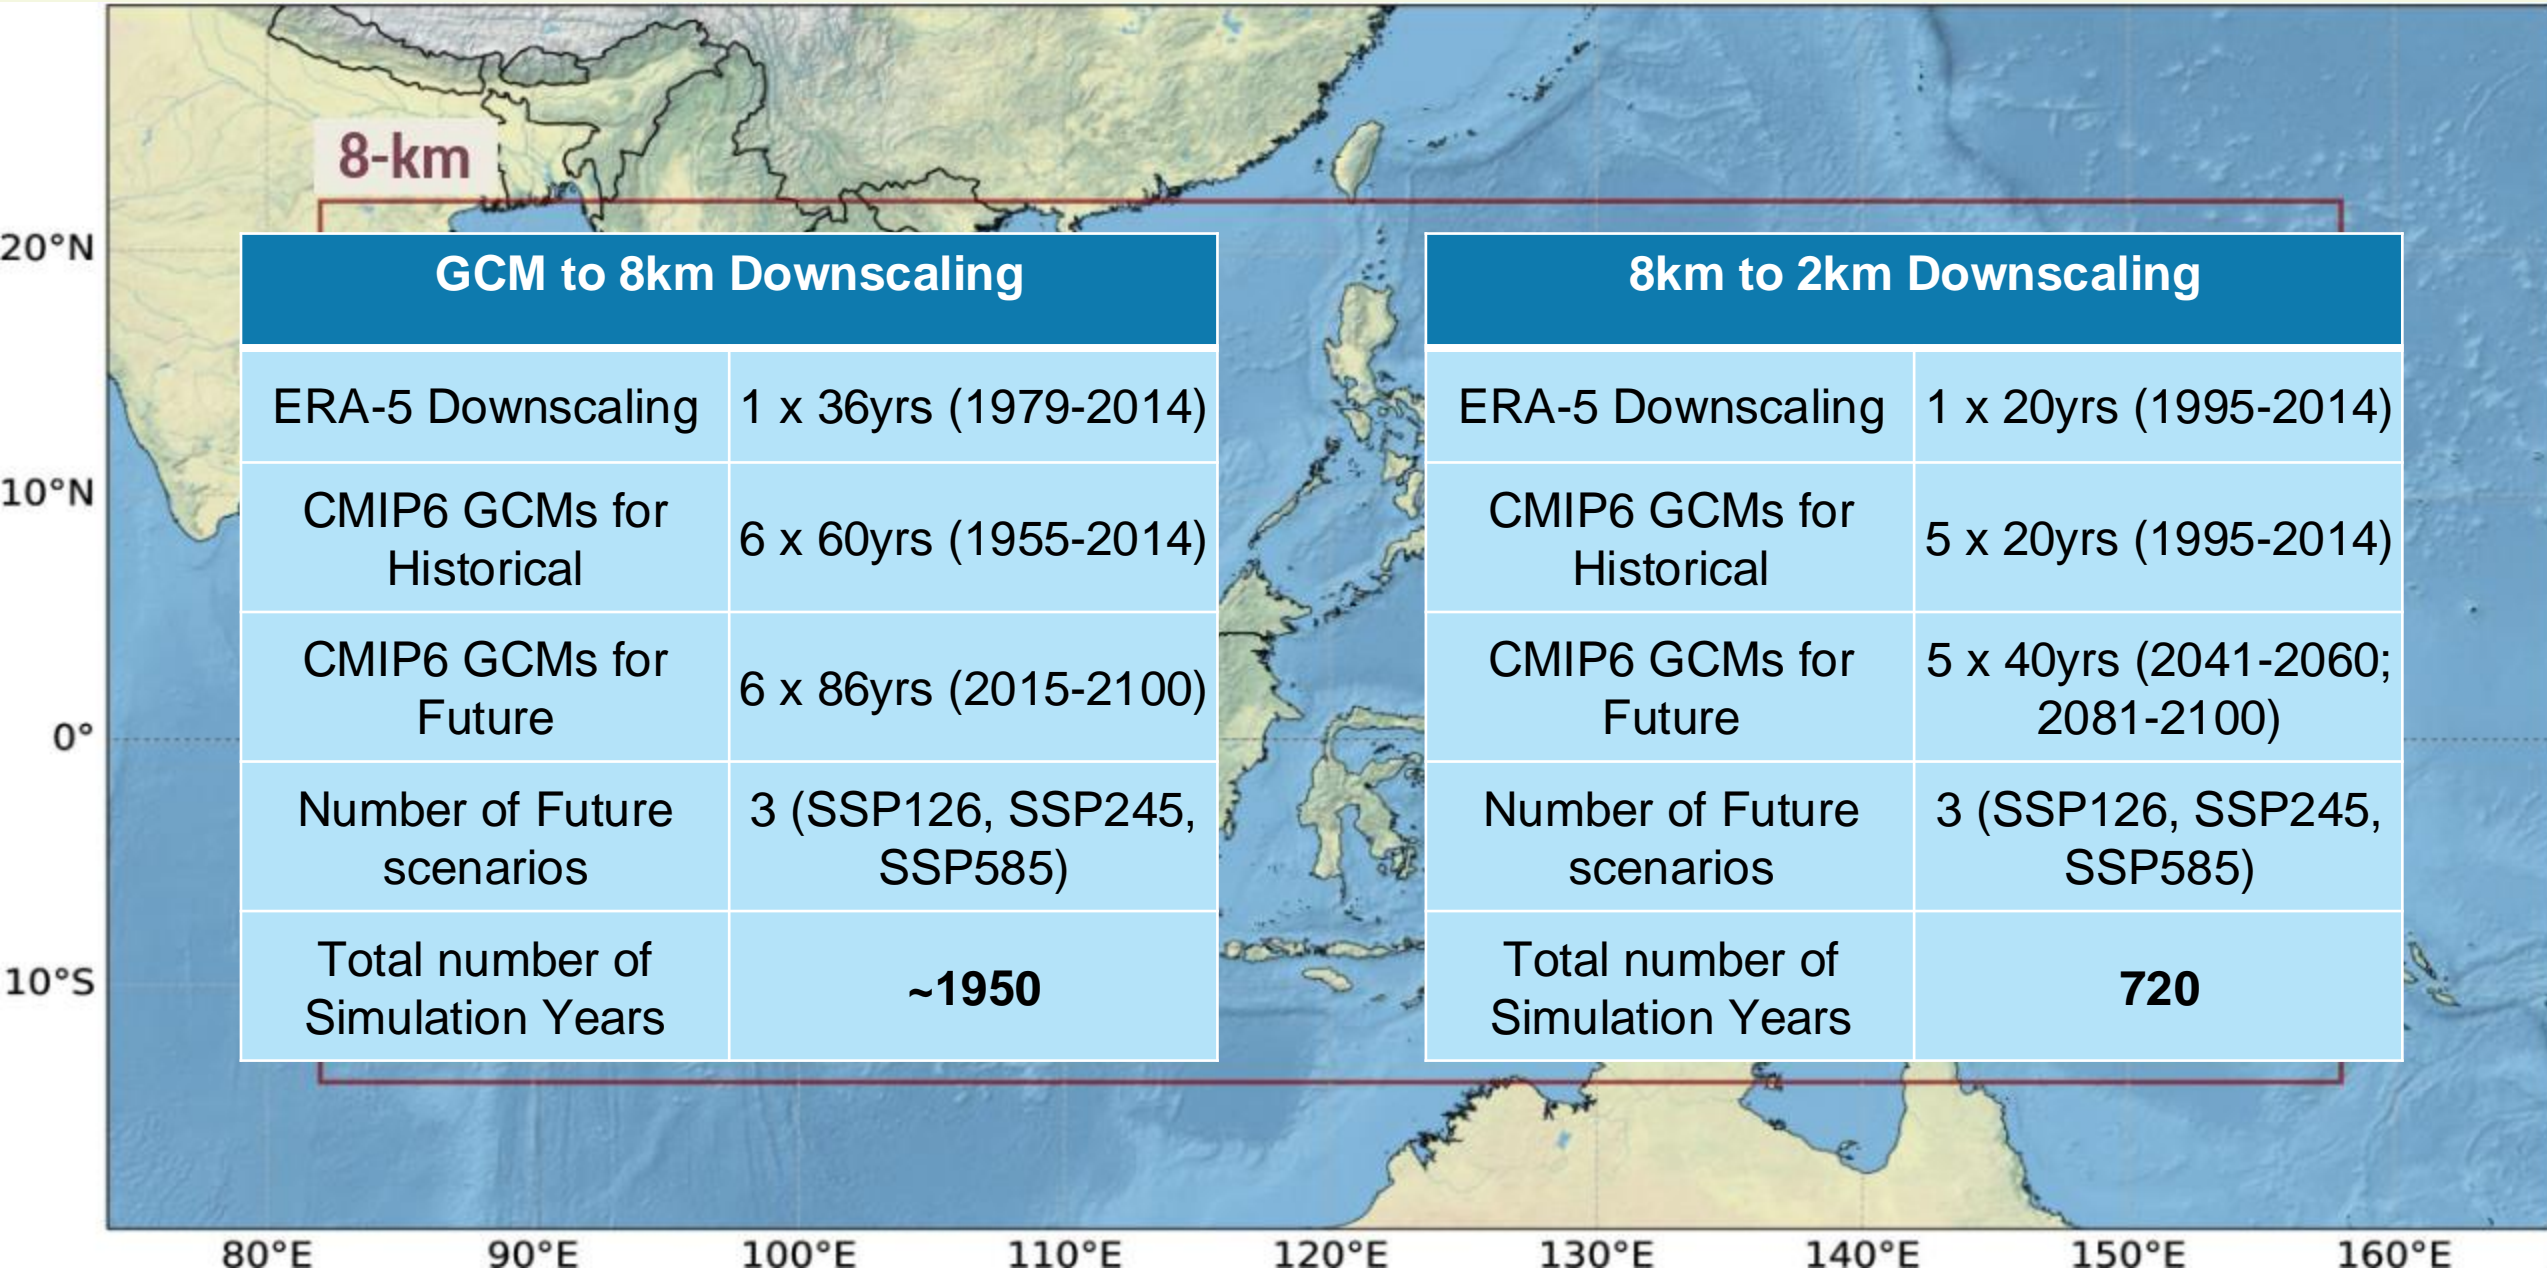 8-km
20°N
10°N
0°
10°S
GCM to 8km Downscaling
ERA-5 Downscaling
1 x 36yrs (1979-2014)
CMIP6 GCMs for
Historical
6 x 60yrs (1955-2014)
CMIP6 GCMs for
Future
6 x 86yrs (2015-2100)
Number of Future
scenarios
3 (SSP126, SSP245,
SSP585)
Total number of
Simulation Years
~1950
8km to 2km Downscaling
ERA-5 Downscaling
1 x 20yrs (1995-2014)
CMIP6 GCMs for
Historical
5 x 20yrs (1995-2014)
CMIP6 GCMs for
Future
5 x 40yrs (2041-2060;
2081-2100)
Number of Future
scenarios
3 (SSP126, SSP245,
SSP585)
Total number of
Simulation Years
720
80°E
90°E
100°E
110°E
120°E
130°E
140°E
150°E
160°E